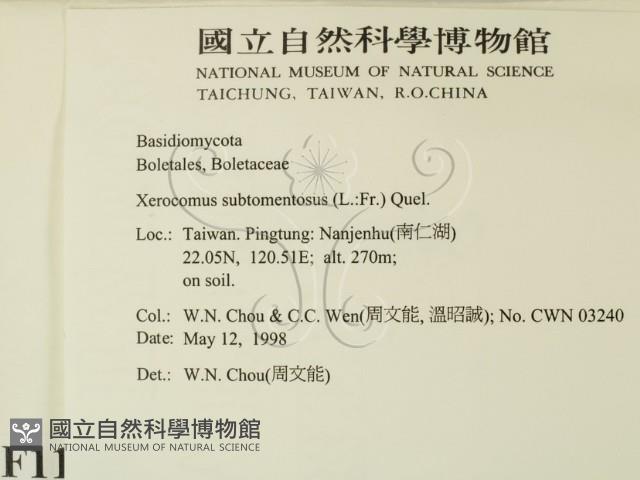 國立自然科學博物館
NATIONAL MUSEUM OF NATURAL SCIENCE
TAICHUNG, TAIWAN, R.O.CHINA
Basidiomycota
Boletales, Boletaceae
Xerocomus subtomentosus (L.:Fr.) Quel.
Loc.: Taiwan. Pingtung: Nanjenhu(南仁湖)
22.05N, 120.51E; alt. 270m;
on soil.
Col.: W.N. Chou & C.C. Wen(周文能, 溫昭誠); No. CWN 03240
Date: May 12, 1998
Det.: W.N. Chou(周文能)
國立自然科學博物館
NATIONAL MUSEUM OF NATURAL SCIENCE